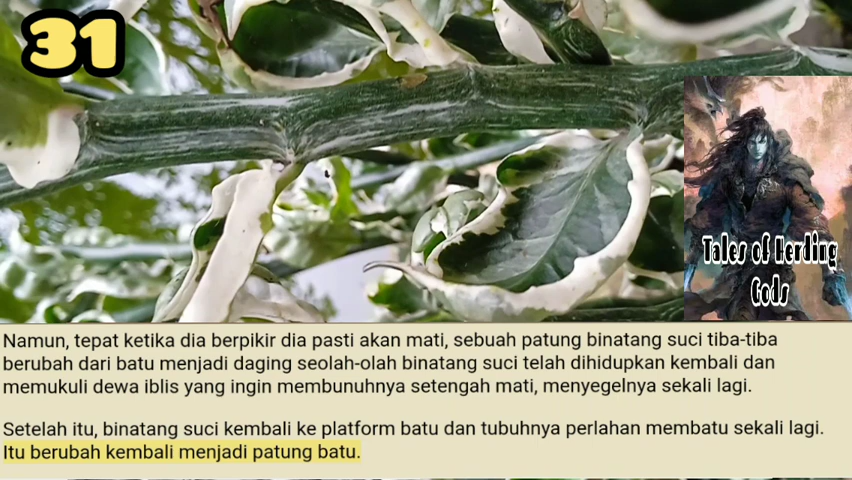 31
Tales of Herding
Gods
Namun, tepat ketika dia berpikir dia pasti akan mati, sebuah patung binatang suci tiba-tiba
berubah dari batu menjadi daging seolah-olah binatang suci telah dihidupkan kembali dan
memukuli dewa iblis yang ingin membunuhnya setengah mati, menyegelnya sekali lagi.
Setelah itu, binatang suci kembali ke platform batu dan tubuhnya perlahan membatu sekali lagi.
Itu berubah kembali menjadi patung batu.